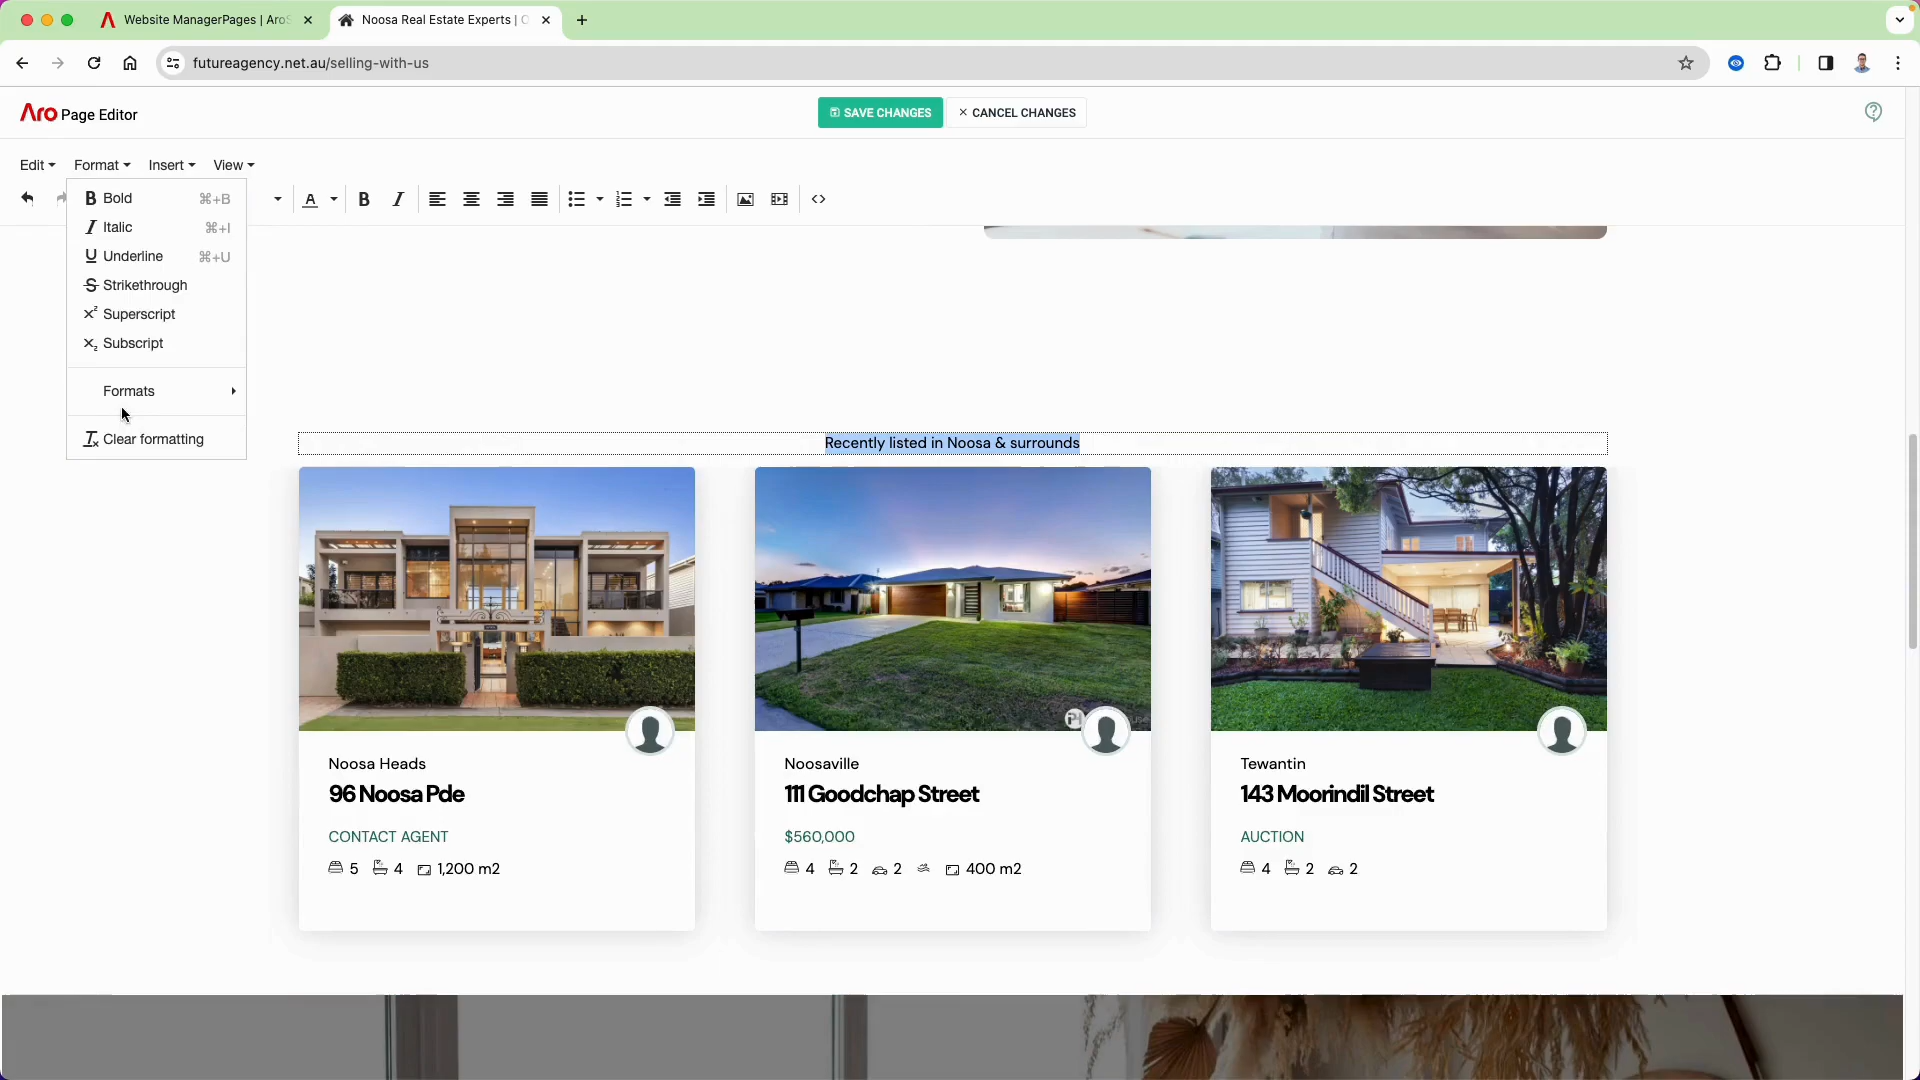 Website ManagerPages | Aro
Noosa Real Estate Experts |
futureagency.net.au/selling-with-us
Aro Page Editor
SAVE CHANGES
CANCEL CHANGES
Edit Format Insert View
Bold ⌘+B
Italic ⌘+I
Underline ⌘+U
Strikethrough
Superscript
Subscript
Formats
Clear formatting
Recently listed in Noosa & surrounds
Noosa Heads
96 Noosa Pde
CONTACT AGENT
5 4 1,200 m2
Noosaville
111 Goodchap Street
$560,000
4 2 2 400 m2
Tewantin
143 Moorindil Street
AUCTION
4 2 2